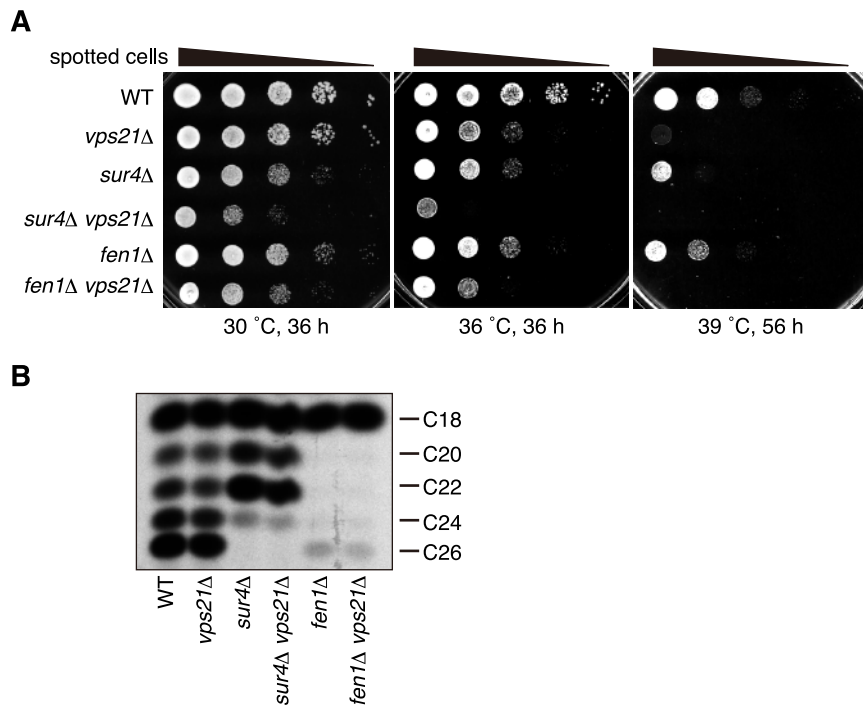 A
spotted cells
WT
vps21Δ
sur4Δ
sur4Δ vps21Δ
fen1Δ
fen1Δ vps21Δ
30 ˚C, 36 h
36 ˚C, 36 h
39 ˚C, 56 h
B
C18
C20
C22
C24
C26
WT
vps21Δ
sur4Δ
sur4Δ vps21Δ
fen1Δ
fen1Δ vps21Δ